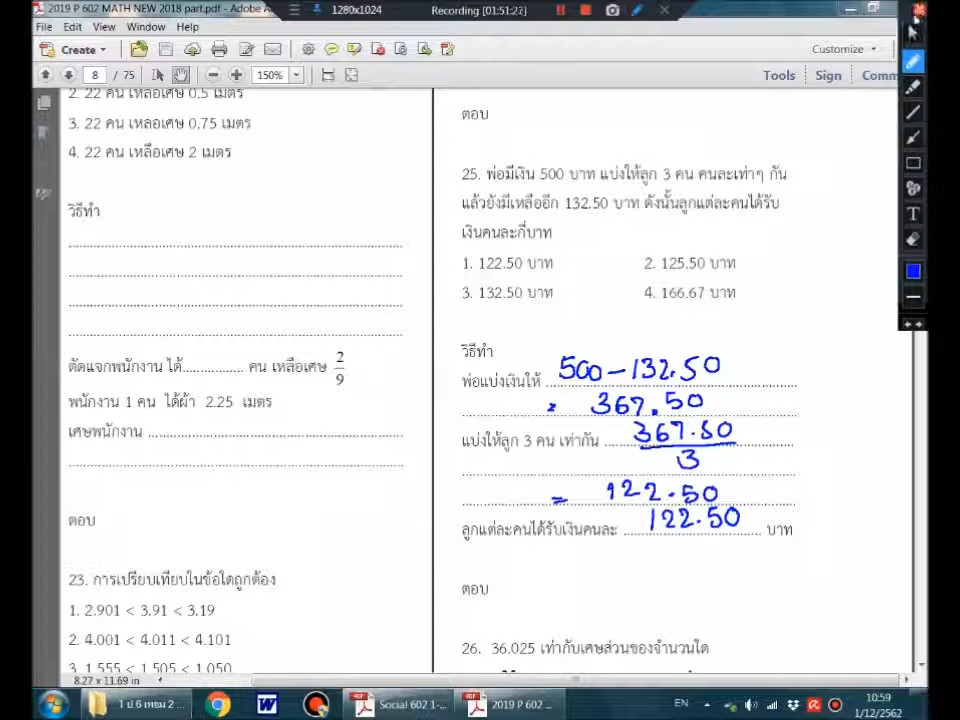 2019 P 602 MATH NEW 2018 part.pdf - Adobe A
1280x1024
Recording (01:51:27)
File Edit View Window Help
Create
Customize
8 / 75
150%
Tools Sign Comm
2. 22 คน เหลือเศษ 0.5 เมตร
3. 22 คน เหลือเศษ 0.75 เมตร
4. 22 คน เหลือเศษ 2 เมตร
วิธีทำ
ตัดแจกพนักงาน ได้................. คน เหลือเศษ 2/9
พนักงาน 1 คน ได้ผ้า 2.25 เมตร
เศษพนักงาน
ตอบ
23. การเปรียบเทียบในข้อใดถูกต้อง
1. 2.901 < 3.91 < 3.19
2. 4.001 < 4.011 < 4.101
3. 1.555 < 1.505 < 1.050
ตอบ
25. พ่อมีเงิน 500 บาท แบ่งให้ลูก 3 คน คนละเท่าๆ กัน
แล้วยังมีเหลืออีก 132.50 บาท ดังนั้นลูกแต่ละคนได้รับ
เงินคนละกี่บาท
1. 122.50 บาท 2. 125.50 บาท
3. 132.50 บาท 4. 166.67 บาท
วิธีทำ
พ่อแบ่งเงินให้ 500 – 132.50
= 367.50
แบ่งให้ลูก 3 คน เท่ากัน 367.50
3
= 122.50
ลูกแต่ละคนได้รับเงินคนละ 122.50 บาท
ตอบ
26. 36.025 เท่ากับเศษส่วนของจำนวนใด
8.27 x 11.69 in
1 ป.6 เทอม 2 ...
Social 602 1-...
2019 P 602 ...
EN
10:59
1/12/2562